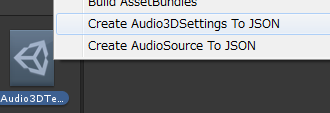 Build AssetBundles
Create Audio3DSettings To JSON
Create AudioSource To JSON
Audio3DTe...